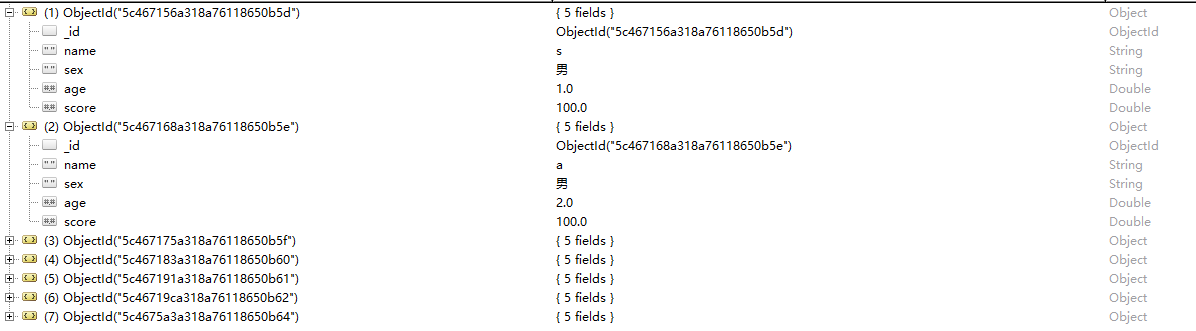 (1) ObjectId("5c467156a318a76118650b5d") { 5 fields } Object
_id ObjectId("5c467156a318a76118650b5d") ObjectId
name s String
sex 男 String
age 1.0 Double
score 100.0 Double
(2) ObjectId("5c467168a318a76118650b5e") { 5 fields } Object
_id ObjectId("5c467168a318a76118650b5e") ObjectId
name a String
sex 男 String
age 2.0 Double
score 100.0 Double
(3) ObjectId("5c467175a318a76118650b5f") { 5 fields } Object
(4) ObjectId("5c467183a318a76118650b60") { 5 fields } Object
(5) ObjectId("5c467191a318a76118650b61") { 5 fields } Object
(6) ObjectId("5c46719ca318a76118650b62") { 5 fields } Object
(7) ObjectId("5c4675a3a318a76118650b64") { 5 fields } Object